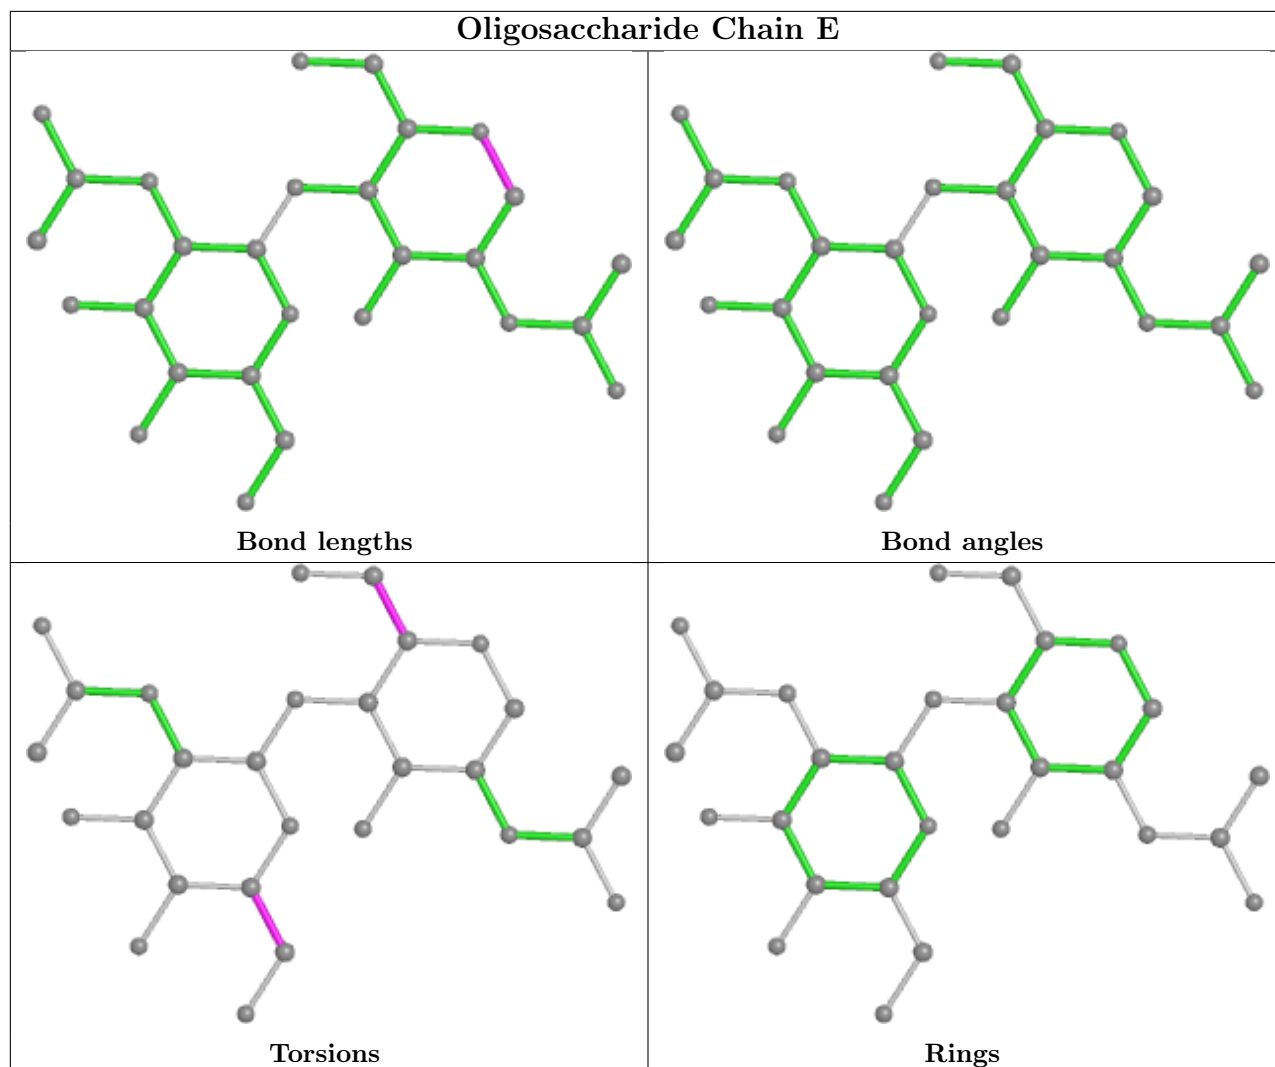 Oligosaccharide Chain E
Bond lengths
Bond angles
Torsions
Rings